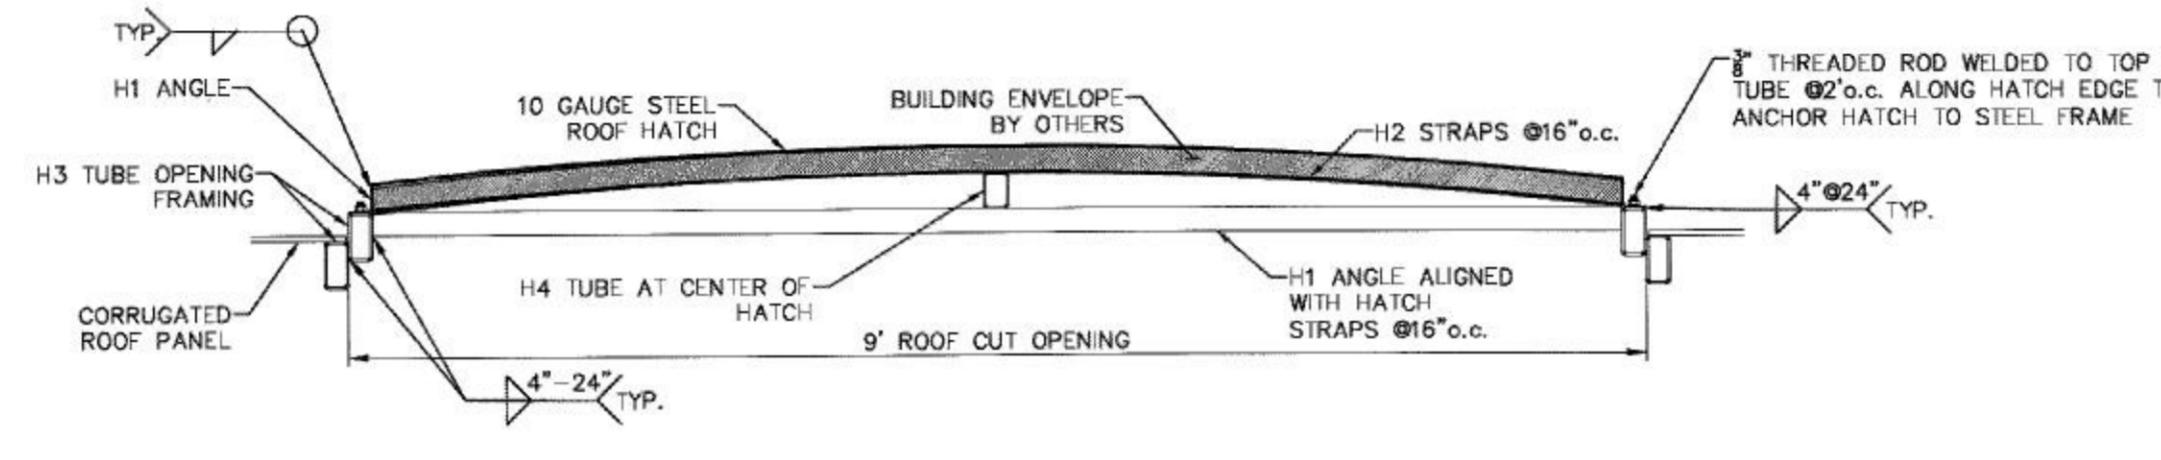 TYP.
H1 ANGLE
10 GAUGE STEEL
ROOF HATCH
BUILDING ENVELOPE
BY OTHERS
H2 STRAPS @16"o.c.
3/8" THREADED ROD WELDED TO TOP
TUBE @2'o.c. ALONG HATCH EDGE T
ANCHOR HATCH TO STEEL FRAME
H3 TUBE OPENING
FRAMING
4"@24"
TYP.
H4 TUBE AT CENTER OF
HATCH
H1 ANGLE ALIGNED
WITH HATCH
STRAPS @16"o.c.
CORRUGATED
ROOF PANEL
9' ROOF CUT OPENING
4"-24"
TYP.